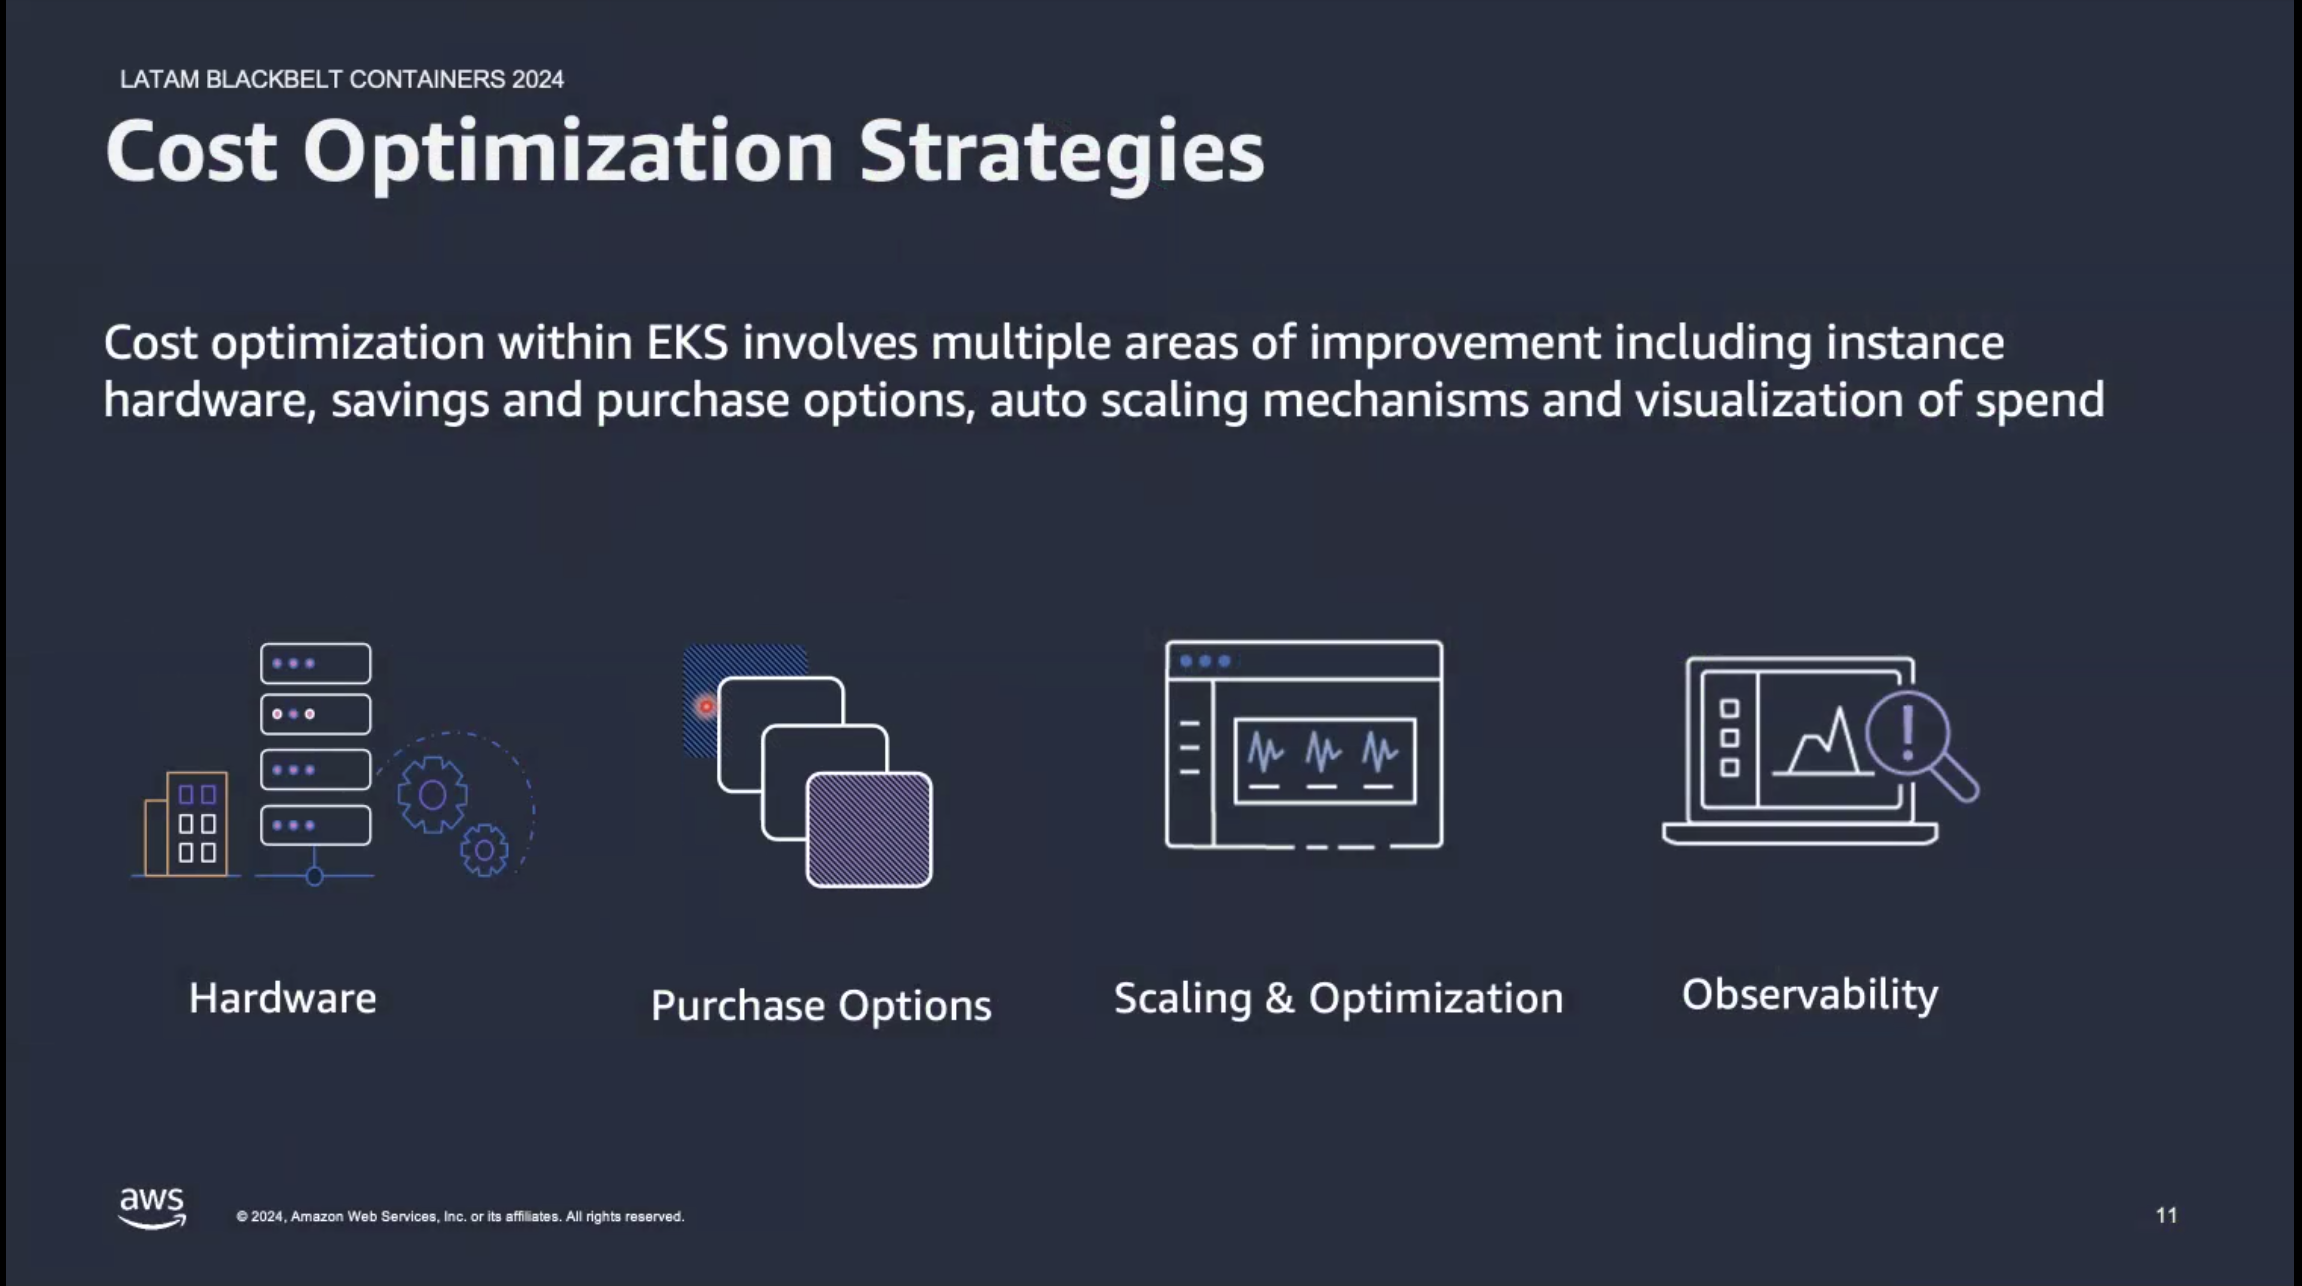 LATAM BLACKBELT CONTAINERS 2024
Cost Optimization Strategies
Cost optimization within EKS involves multiple areas of improvement including instance
hardware, savings and purchase options, auto scaling mechanisms and visualization of spend
Hardware
Purchase Options
Scaling & Optimization
Observability
aws
© 2024, Amazon Web Services, Inc. or its affiliates. All rights reserved.
11